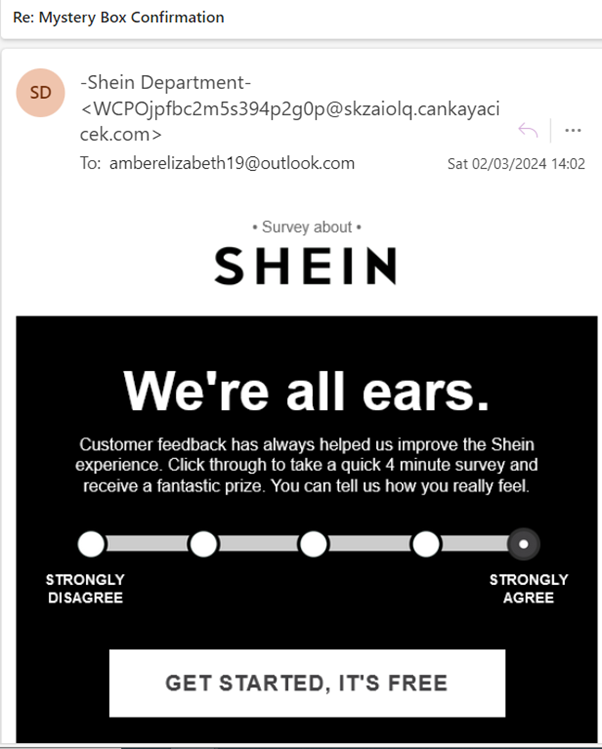 Re: Mystery Box Confirmation
SD
-Shein Department-
<WCPOjpfbc2m5s394p2g0p@skzaiolq.cankayaci
cek.com>
To: amberelizabeth19@outlook.com
Sat 02/03/2024 14:02
• Survey about •
SHEIN
We're all ears.
Customer feedback has always helped us improve the Shein
experience. Click through to take a quick 4 minute survey and
receive a fantastic prize. You can tell us how you really feel.
STRONGLY
DISAGREE
STRONGLY
AGREE
GET STARTED, IT'S FREE